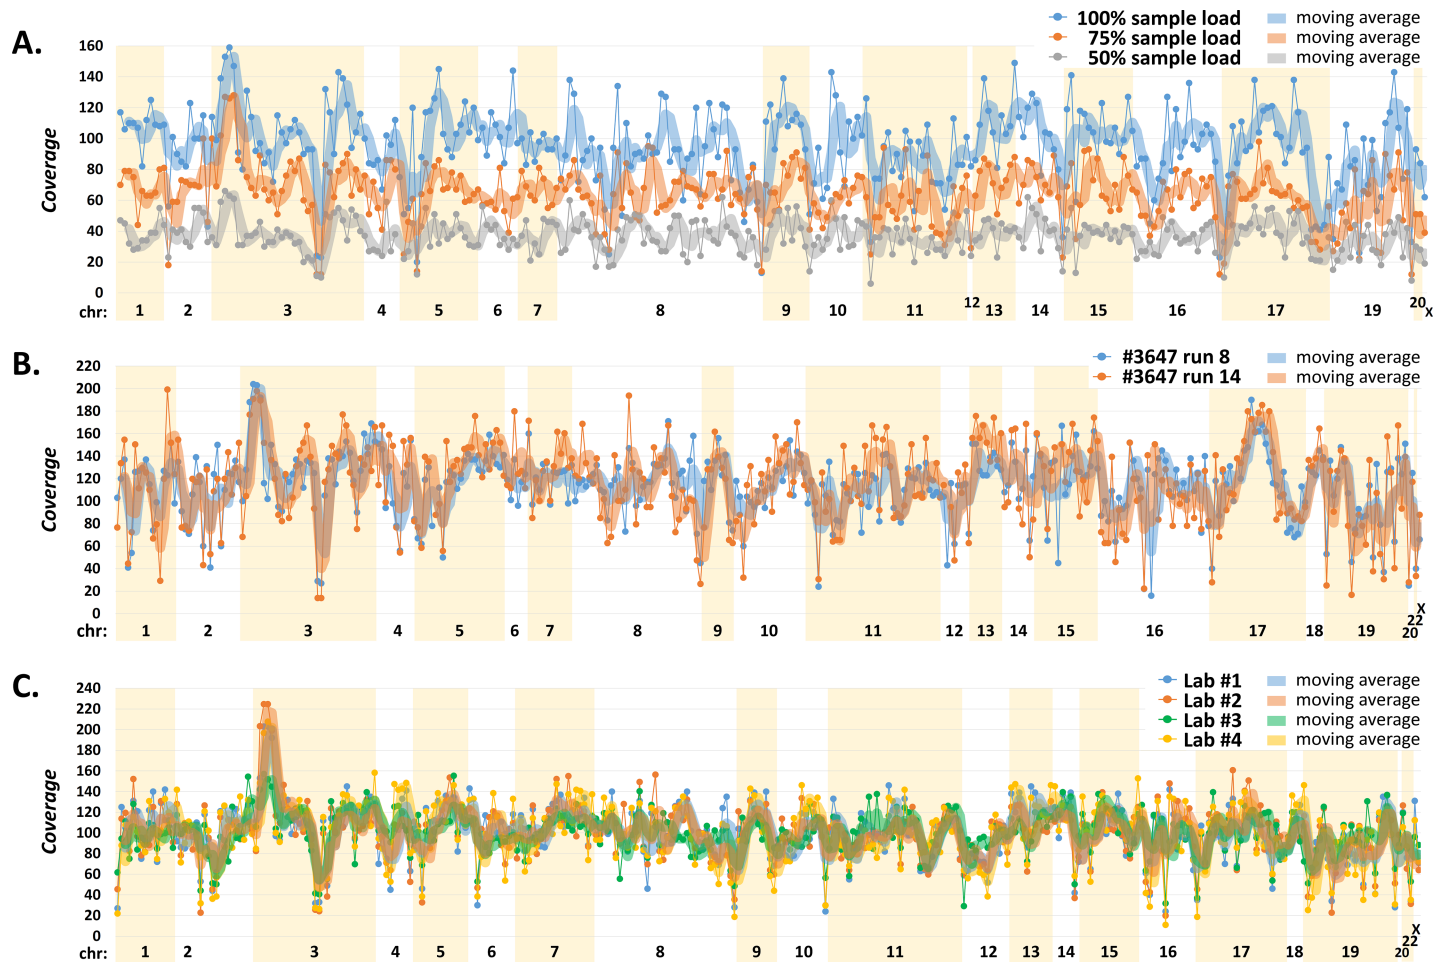 A.
100% sample load moving average
75% sample load moving average
50% sample load moving average
160
140
120
100
80
60
40
20
0
Coverage
chr: 1 2 3 4 5 6 7 8 9 10 11 12 13 14 15 16 17 19 20 X
B.
#3647 run 8 moving average
#3647 run 14 moving average
220
200
180
160
140
120
100
80
60
40
20
0
Coverage
chr: 1 2 3 4 5 6 7 8 9 10 11 12 13 14 15 16 17 18 19 20 22 X
C.
Lab #1 moving average
Lab #2 moving average
Lab #3 moving average
Lab #4 moving average
240
220
200
180
160
140
120
100
80
60
40
20
0
Coverage
chr: 1 2 3 4 5 6 7 8 9 10 11 12 13 14 15 16 17 18 19 20 22 X